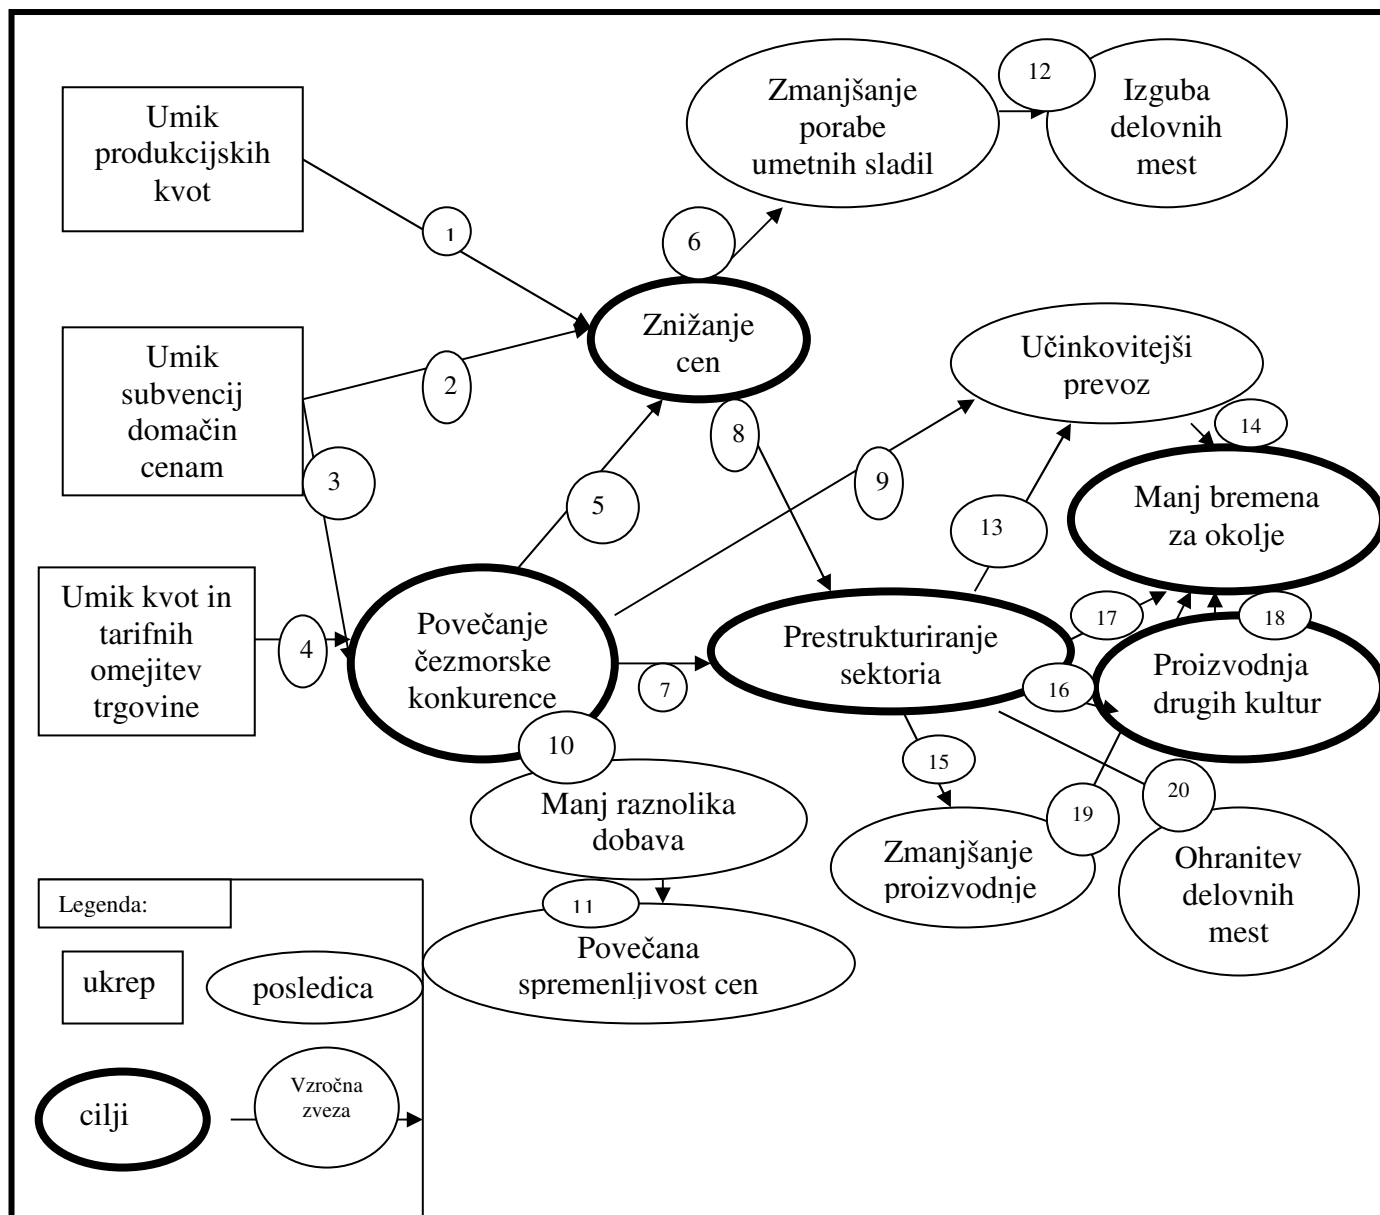 Umik
produkcijskih
kvot
1
Zmanjšanje
porabe
umetnih sladil
12
Izguba
delovnih
mest
6
Znižanje
cen
Umik
subvencij
domačin
cenam
2
3
5
8
9
Učinkovitejši
prevoz
14
Manj bremena
za okolje
13
Umik kvot in
tarifnih
omejitev
trgovine
4
Povečanje
čezmorske
konkurence
7
Prestrukturiranje
sektorja
17
16
18
Proizvodnja
drugih kultur
10
Manj raznolika
dobava
15
19
20
Zmanjšanje
proizvodnje
Ohranitev
delovnih
mest
11
Povečana
spremenljivost cen
Legenda:
ukrep
posledica
cilji
Vzročna
zveza